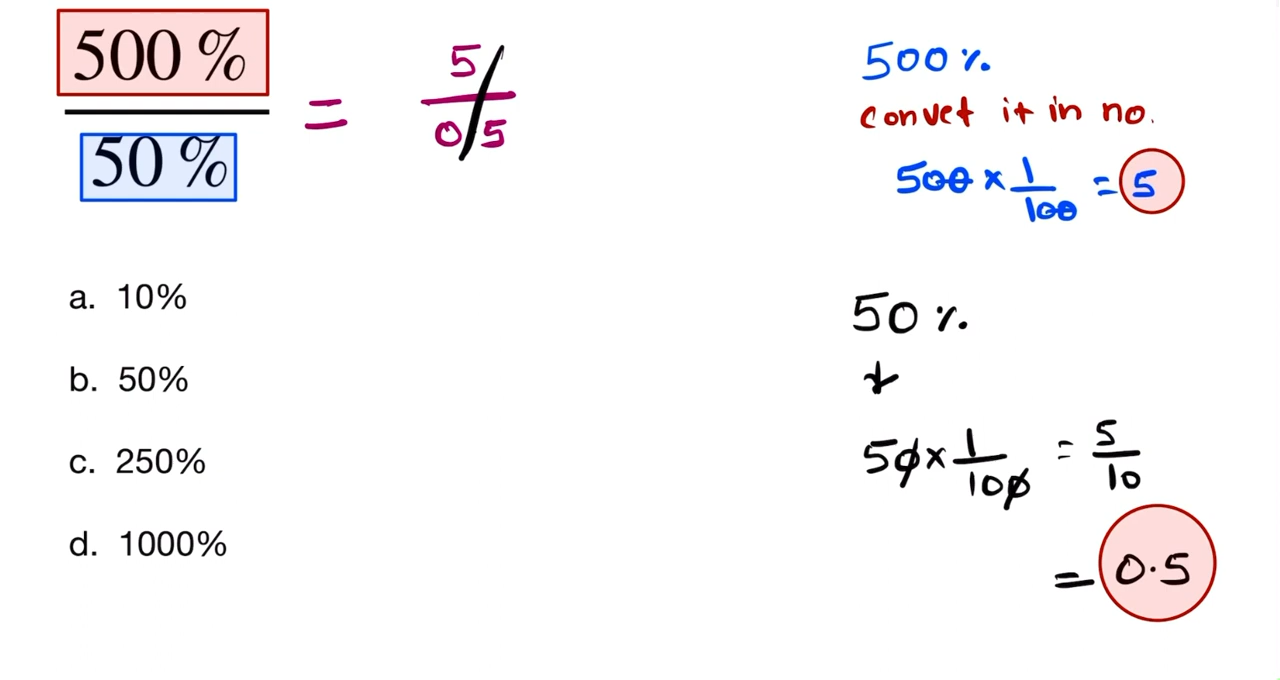 500 %
50 %
= 5
0 5
a. 10%
b. 50%
c. 250%
d. 1000%
500 %
convet it in no.
500 × 1/100 = 5
50 %
50 × 1/100 = 5/10
= 0.5